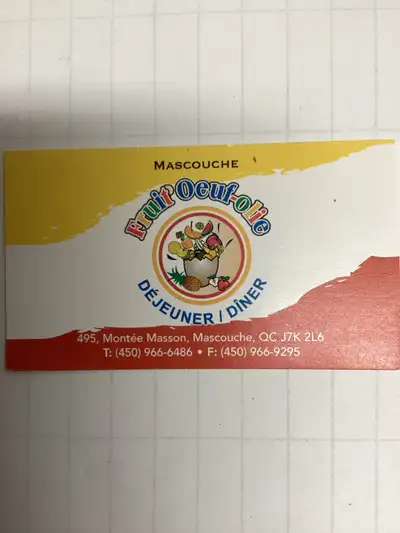 MASCOUCHE
Fruit Oeuf-olie
DÉJEUNER / DÎNER
495, Montée Masson, Mascouche, QC J7K 2L6
T: (450) 966-6486 • F: (450) 966-9295